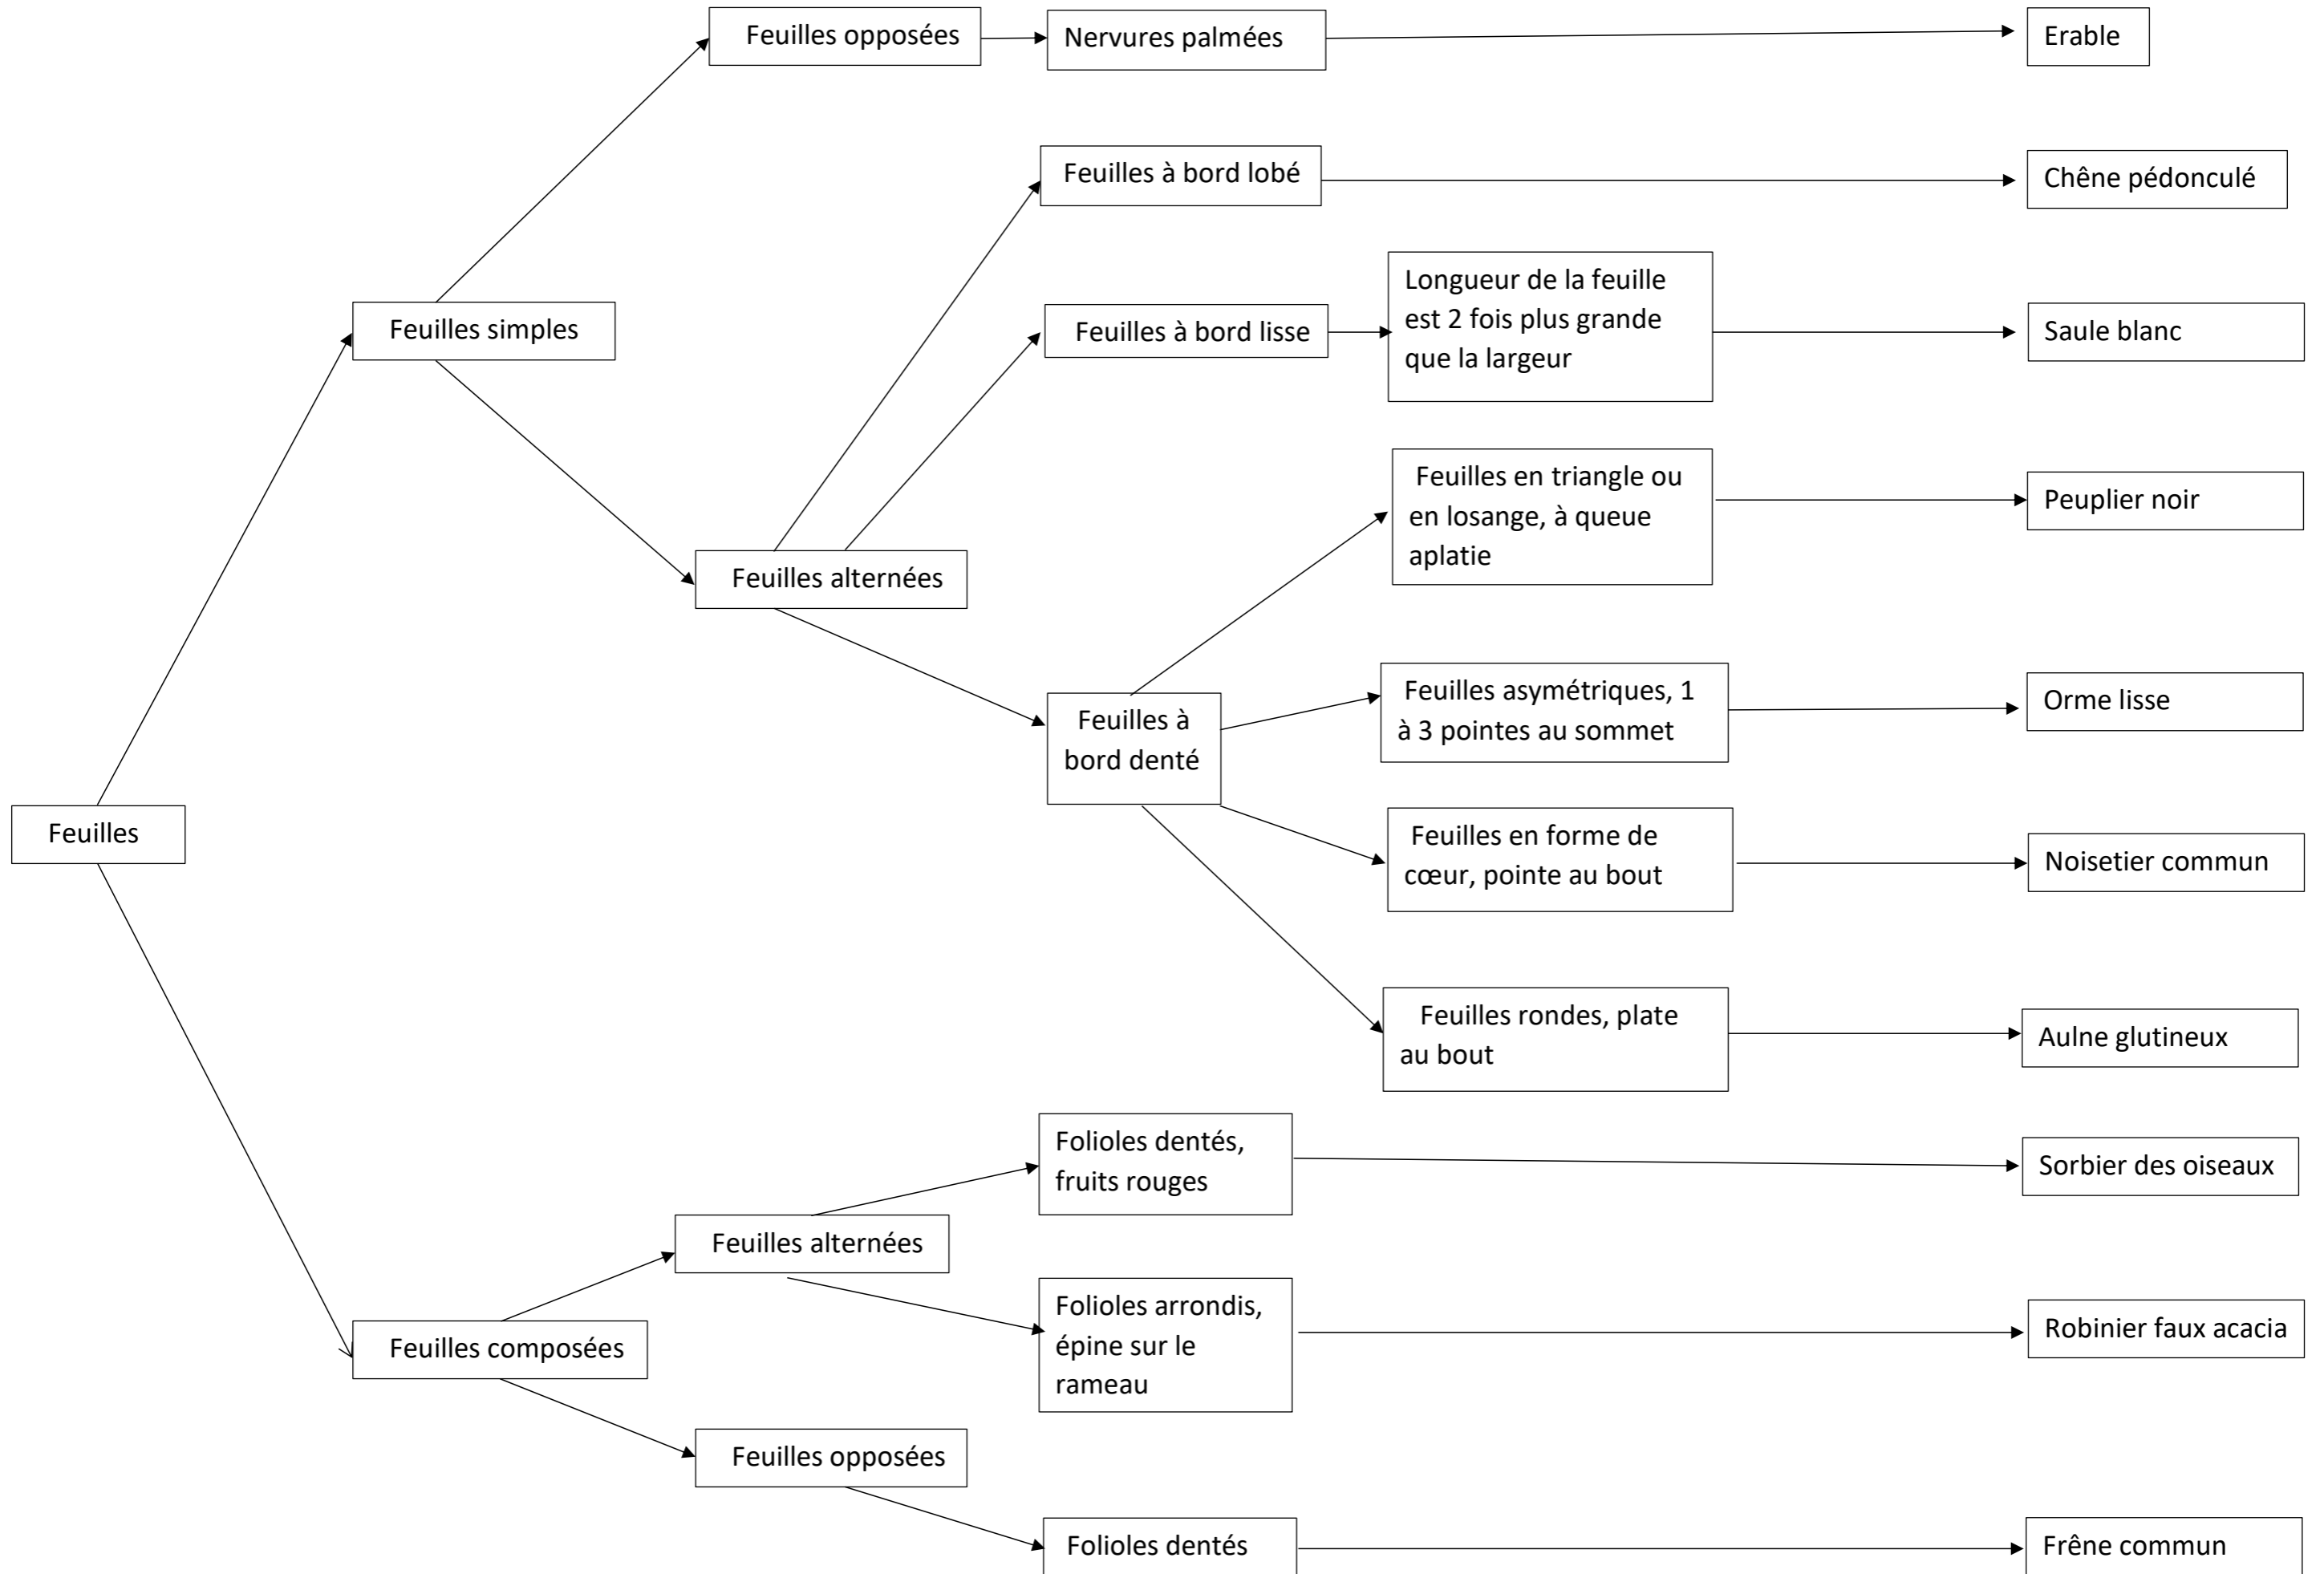 Feuilles opposées
Nervures palmées
Erable
Feuilles à bord lobé
Chêne pédonculé
Longueur de la feuille
est 2 fois plus grande
que la largeur
Feuilles simples
Feuilles à bord lisse
Saule blanc
Feuilles en triangle ou
en losange, à queue
aplatie
Peuplier noir
Feuilles alternées
Feuilles asymétriques, 1
à 3 pointes au sommet
Orme lisse
Feuilles à
bord denté
Feuilles
Feuilles en forme de
cœur, pointe au bout
Noisetier commun
Feuilles rondes, plate
au bout
Aulne glutineux
Folioles dentés,
fruits rouges
Sorbier des oiseaux
Feuilles alternées
Folioles arrondis,
épine sur le
rameau
Robinier faux acacia
Feuilles composées
Feuilles opposées
Folioles dentés
Frêne commun